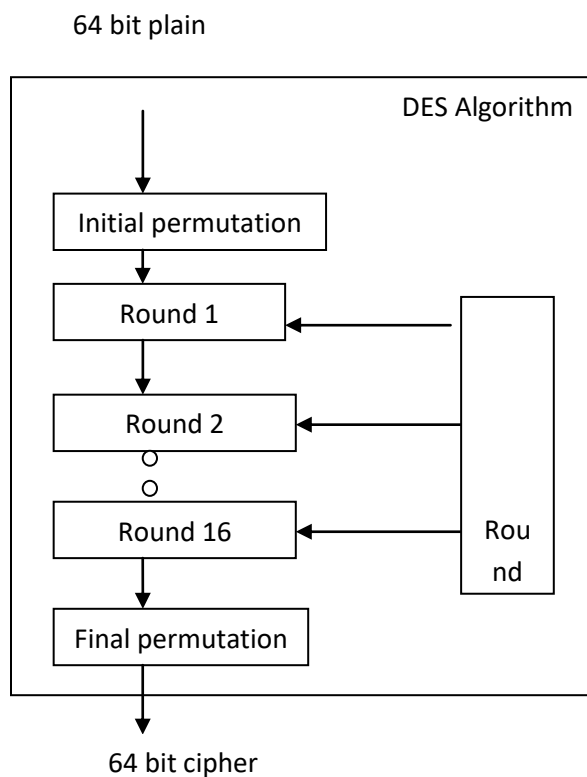 64 bit plain
DES Algorithm
Initial permutation
Round 1
Round 2
Round 16
Rou
nd
Final permutation
64 bit cipher